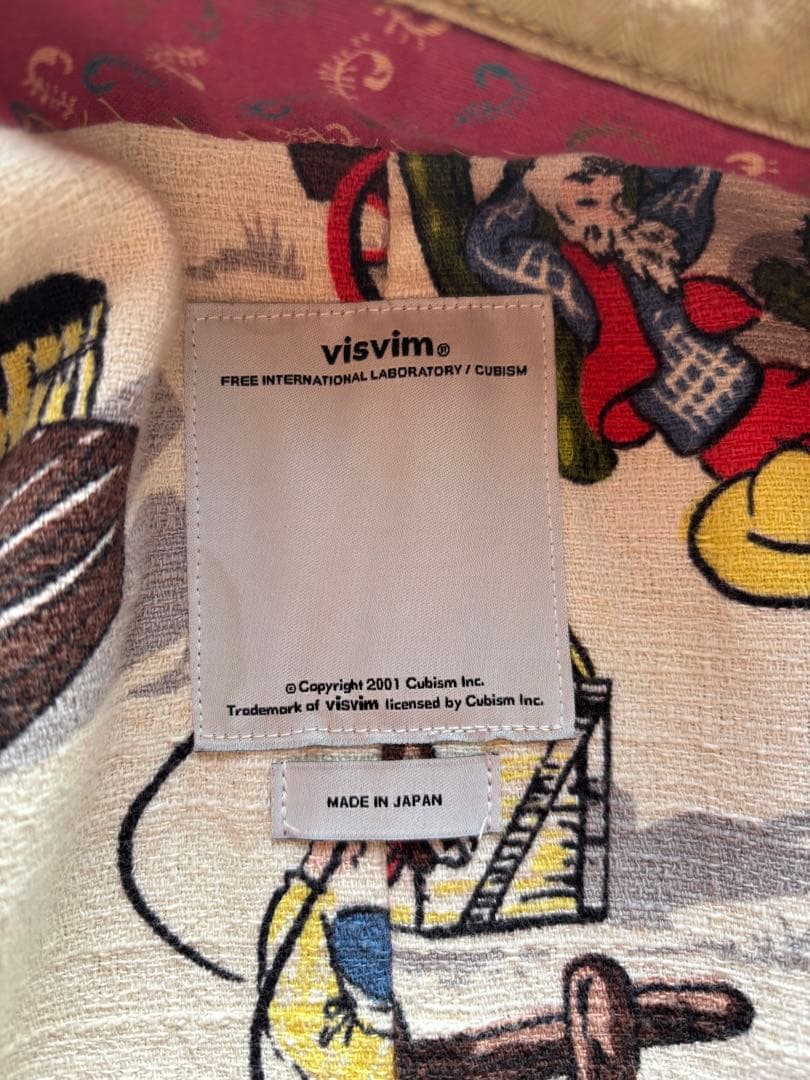 visvim®
FREE INTERNATIONAL LABORATORY / CUBISM
© Copyright 2001 Cubism Inc.
Trademark of visvim licensed by Cubism Inc.
MADE IN JAPAN